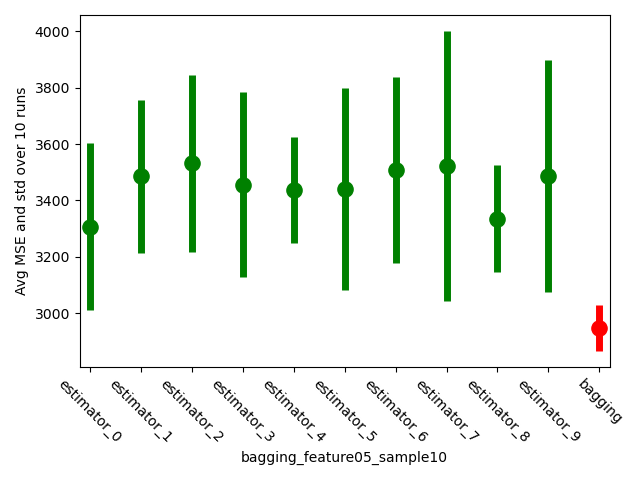 Avg MSE and std over 10 runs
4000
3800
3600
3400
3200
3000
estimator_0
estimator_1
estimator_2
estimator_3
estimator_4
estimator_5
estimator_6
estimator_7
estimator_8
estimator_9
bagging
bagging_feature05_sample10